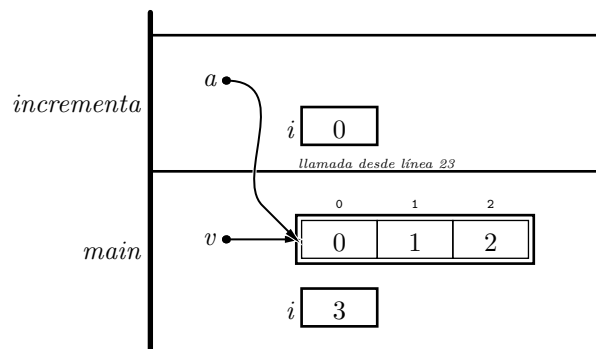 a
incrementa
i 0
llamada desde línea 23
0 1 2
main
v 0 1 2
i 3